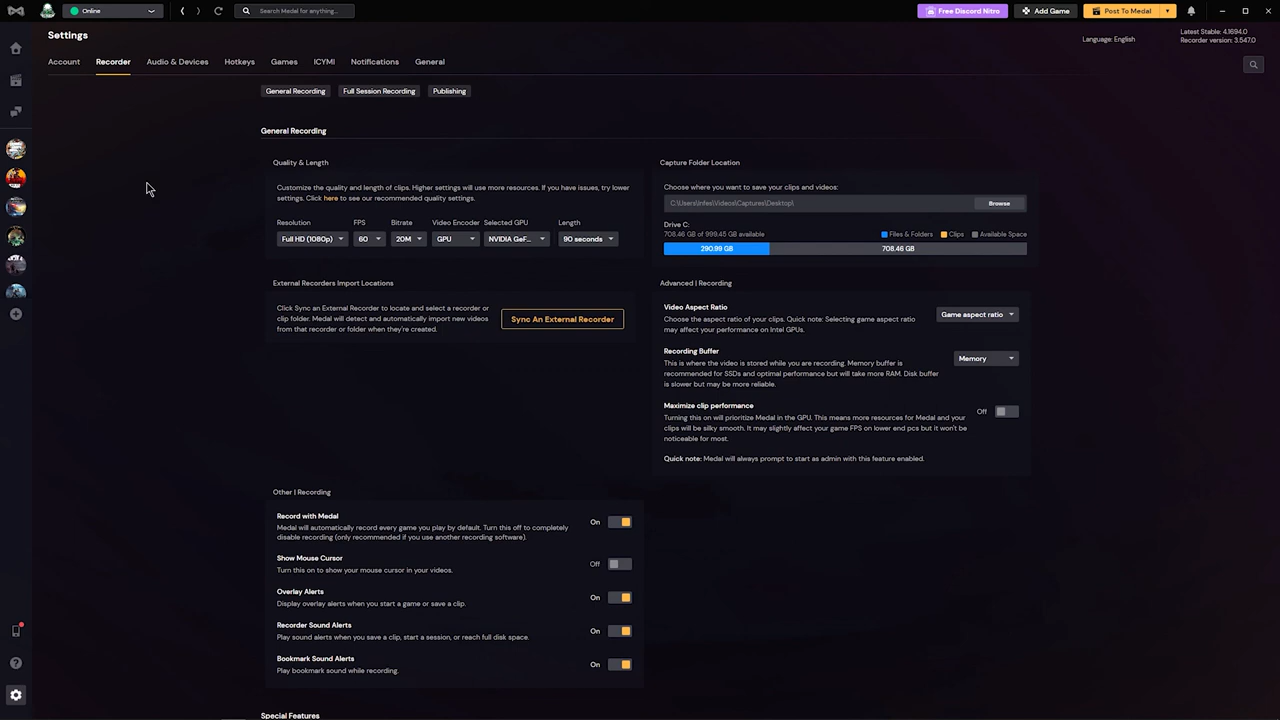 Online
Search Medal for anything...
Free Discord Nitro
Add Game
Post To Medal
Settings
Language: English
Latest Stable: 4.1694.0
Recorder version: 3.547.0
Account
Recorder
Audio & Devices
Hotkeys
Games
ICYMI
Notifications
General
General Recording
Full Session Recording
Publishing
General Recording
Quality & Length
Customize the quality and length of clips. Higher settings will use more resources. If you have issues, try lower
settings. Click here to see our recommended quality settings.
Resolution
FPS
Bitrate
Video Encoder
Selected GPU
Length
Full HD (1080p)
60
20M
GPU
NVIDIA GeF...
90 seconds
Capture Folder Location
Choose where you want to save your clips and videos:
C:\Users\infes\Videos\Captures\Desktop\
Browse
Drive C:
708.46 GB of 999.45 GB available
Files & Folders
Clips
Available Space
290.99 GB
708.46 GB
External Recorders Import Locations
Click Sync an External Recorder to locate and select a recorder or
clip folder. Medal will detect and automatically import new videos
from that recorder or folder when they're created.
Sync An External Recorder
Advanced | Recording
Video Aspect Ratio
Choose the aspect ratio of your clips. Quick note: Selecting game aspect ratio
may affect your performance on Intel GPUs.
Game aspect ratio
Recording Buffer
This is where the video is stored while you are recording. Memory buffer is
recommended for SSDs and optimal performance but will take more RAM. Disk buffer
is slower but may be more reliable.
Memory
Maximize clip performance
Turning this on will prioritize Medal in the GPU. This means more resources for Medal and your
clips will be silky smooth. It may slightly affect your game FPS on lower end pcs but it won't be
noticeable for most.
Off
Quick note: Medal will always prompt to start as admin with this feature enabled.
Other | Recording
Record with Medal
Medal will automatically record every game you play by default. Turn this off to completely
disable recording (only recommended if you use another recording software).
On
Show Mouse Cursor
Turn this on to show your mouse cursor in your videos.
Off
Overlay Alerts
Display overlay alerts when you start a game or save a clip.
On
Recorder Sound Alerts
Play sound alerts when you save a clip, start a session, or reach full disk space.
On
Bookmark Sound Alerts
Play bookmark sound while recording.
On
Special Features